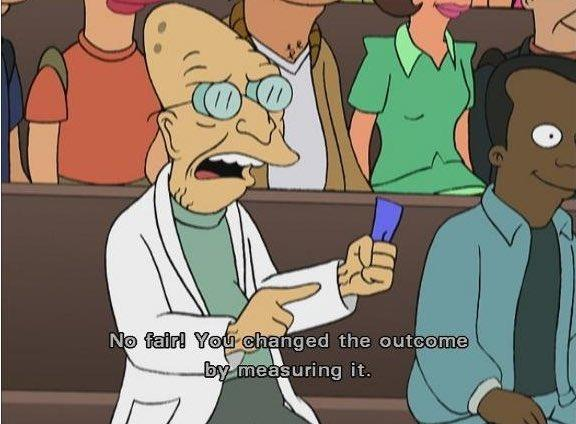 No fair! You changed the outcome
by measuring it.